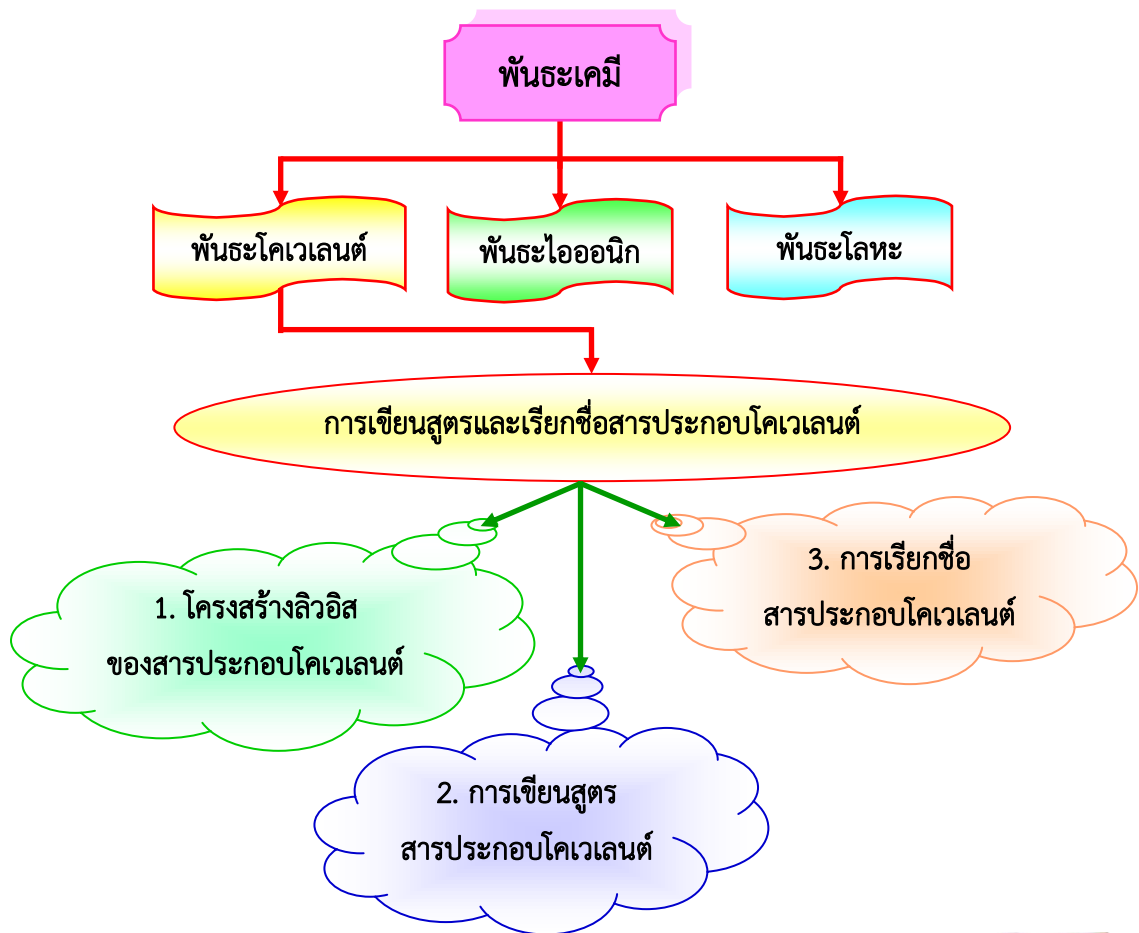 พันธะเคมี
พันธะโคเวเลนต์
พันธะไอออนิก
พันธะโลหะ
การเขียนสูตรและเรียกชื่อสารประกอบโคเวเลนต์
1. โครงสร้างลิวอิส
ของสารประกอบโคเวเลนต์
2. การเขียนสูตร
สารประกอบโคเวเลนต์
3. การเรียกชื่อ
สารประกอบโคเวเลนต์